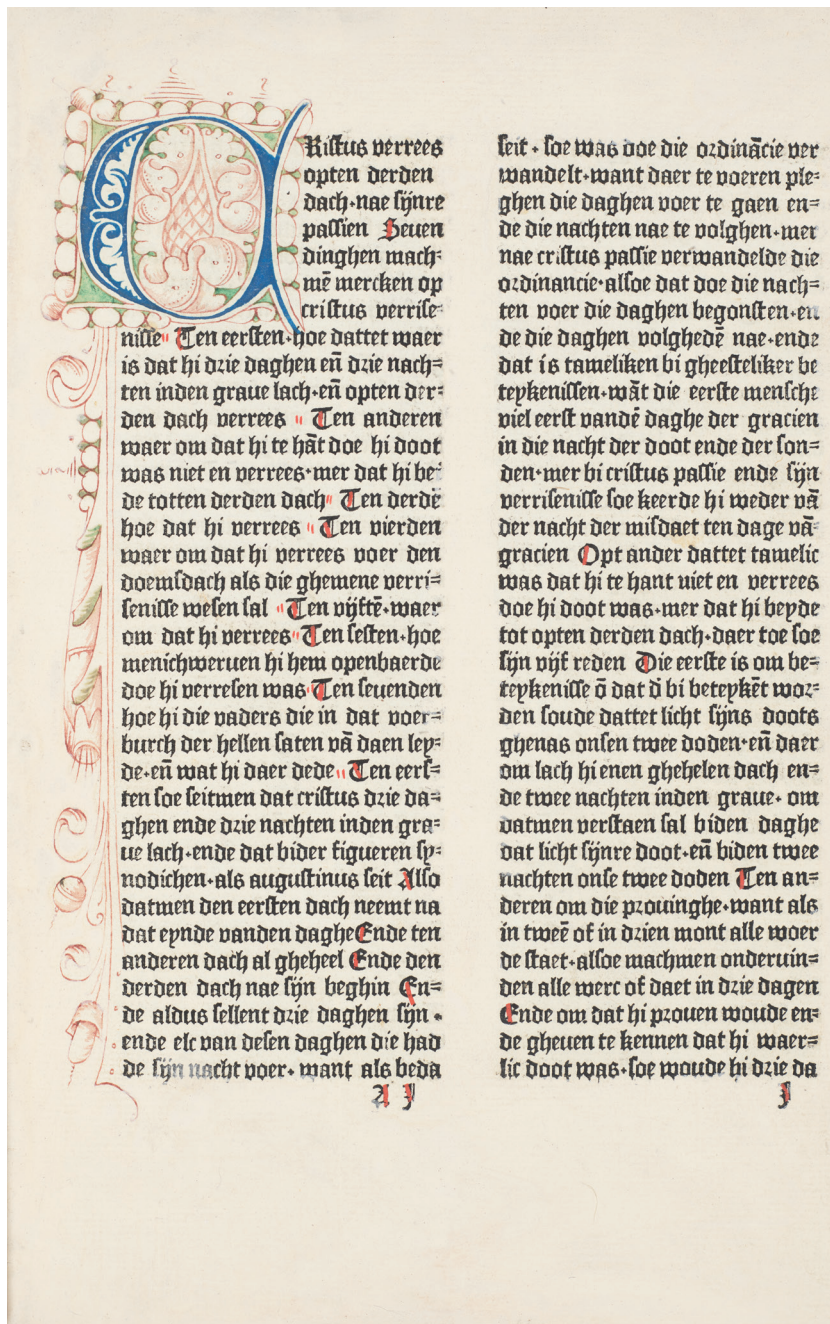 CRistus verrees
opten derden
dach·nae sijnre
passien Seuen
dinghen mach⸗
mē mercken op
cristus verrise⸗
nisse Ten eersten·hoe dattet waer
is dat hi drie daghen eñ drie nach⸗
ten inden graue lach·eñ opten der⸗
den dach verrees Ten anderen
waer om dat hi te hāt doe hi doot
was niet en verrees·mer dat hi be⸗
de totten derden dach Ten derdē
hoe dat hi verrees Ten vierden
waer om dat hi verrees voer den
doemsdach als die ghemene verri⸗
senisse wesen sal Ten vijftē·waer
om dat hi verrees Ten sesten·hoe
menichweruen hi hem openbaerde
doe hi verresen was Ten seuenden
hoe hi die vaders die in dat voer⸗
burch der hellen saten vā daen ley⸗
de·eñ wat hi daer dede Ten eers⸗
ten soe seitmen dat cristus drie da⸗
ghen ende drie nachten inden gra⸗
ue lach·ende dat bider figueren sy⸗
nodichen·als augustinus seit Also
datmen den eersten dach neemt na
dat eynde vanden daghe Ende ten
anderen dach al gheheel Ende den
derden dach nae sijn beghin En⸗
de aldus sellent drie daghen sijn·
ende elc van desen daghen die had
de sijn nacht voer· want als beda
A J
seit· soe was doe die ordinācie ver
wandelt·want daer te voeren ple⸗
ghen die daghen voer te gaen en⸗
de die nachten nae te volghen·mer
nae cristus passie verwandelde die
ordinancie·alsoe dat doe die nach⸗
ten voer die daghen begonsten·en
de die daghen volghedē nae·ende
dat is tameliken bi gheesteliker be
teykenissen·wāt die eerste mensche
viel eerst vandē daghe der gracien
in die nacht der doot ende der son⸗
den·mer bi cristus passie ende sijn
verrisenisse soe keerde hi weder vā
der nacht der misdaet ten dage vā
gracien Opt ander dattet tamelic
was dat hi te hant niet en verrees
doe hi doot was·mer dat hi beyde
tot opten derden dach·daer toe soe
sijn vijf reden Die eerste is om be⸗
teykenisse ō dat d̄ bi beteykēt wor⸗
den soude dattet licht sijns doots
ghenas onsen twee doden·eñ daer
om lach hi enen ghehelen dach en⸗
de twee nachten inden graue· om
datmen verstaen sal biden daghe
dat licht sijnre doot·eñ biden twee
nachten onse twee doden Ten an⸗
deren om die prouinghe·want als
in tweē of in drien mont alle woer
de staet·alsoe machmen onderuin⸗
den alle werc of daet in drie dagen
Ende om dat hi prouen woude en⸗
de gheuen te kennen dat hi waer⸗
lic doot was·soe woude hi drie da
J